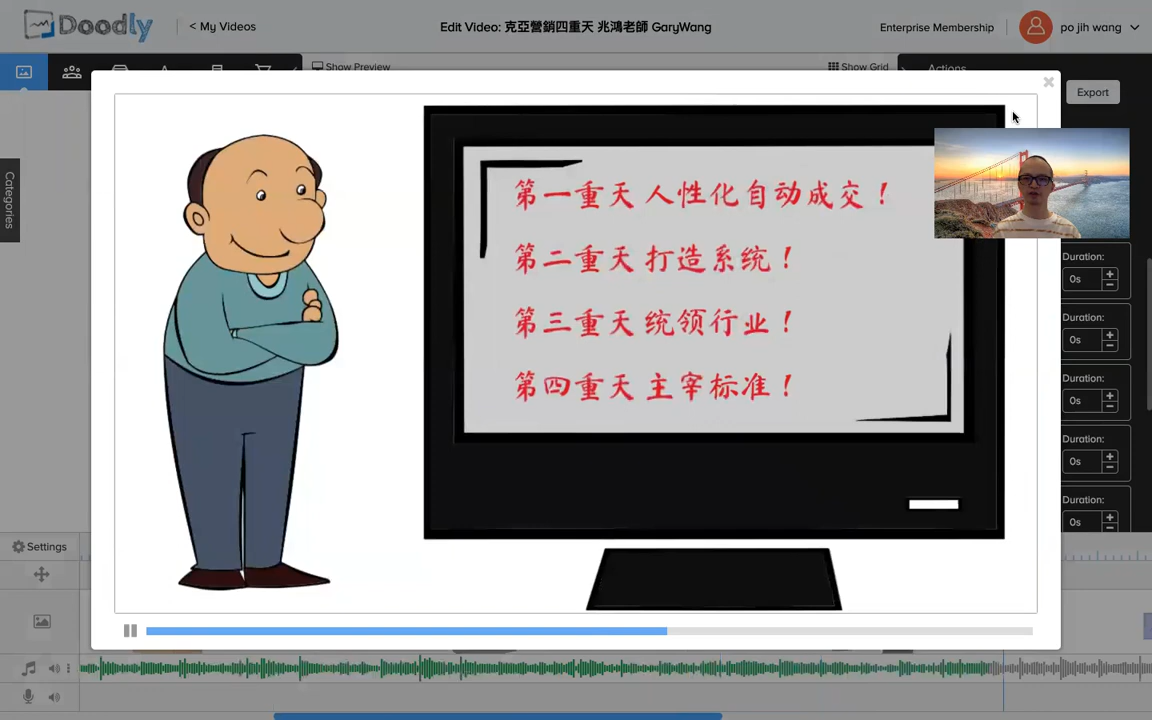 Doodly
< My Videos
Edit Video: 克亞營銷四重天 兆鴻老師 GaryWang
Enterprise Membership
po jih wang
Show Preview
Show Grid
Actions
Export
Categories
第一重天 人性化自动成交！
第二重天 打造系统！
第三重天 统领行业！
第四重天 主宰标准！
Duration:
0s
Duration:
0s
Duration:
0s
Duration:
0s
Duration:
0s
Settings